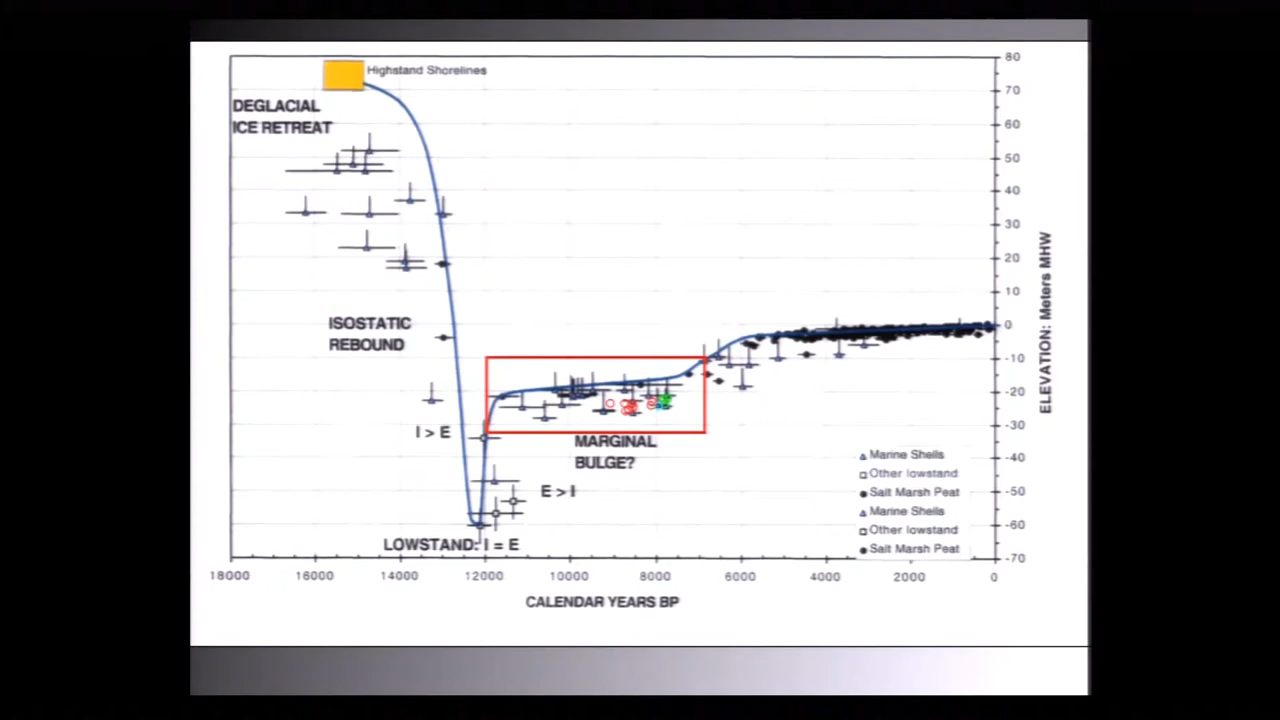 Highstand Shorelines
DEGLACIAL
ICE RETREAT
ISOSTATIC
REBOUND
I > E
MARGINAL
BULGE?
E > I
LOWSTAND: I = E
80
70
60
50
40
30
20
10
0
-10
-20
-30
-40
-50
-60
-70
ELEVATION: Meters MHW
Marine Shells
Other lowstand
Salt Marsh Peat
Marine Shells
Other lowstand
Salt Marsh Peat
18000 16000 14000 12000 10000 8000 6000 4000 2000 0
CALENDAR YEARS BP